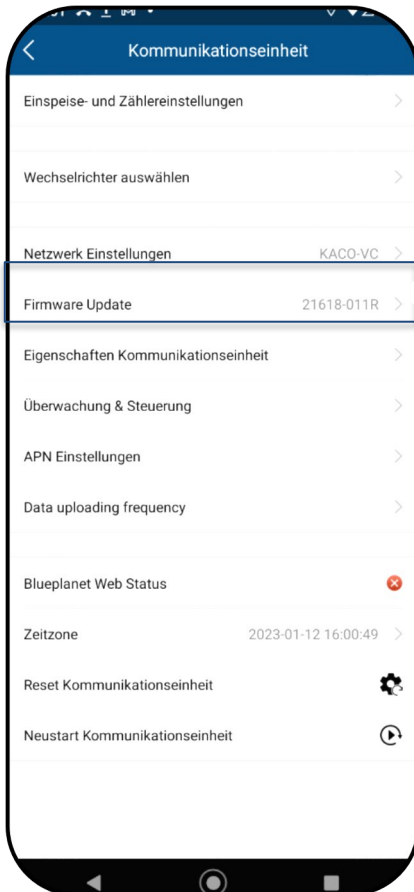 Kommunikationseinheit
Einspeise- und Zählereinstellungen
Wechselrichter auswählen
Netzwerk Einstellungen KACO-VC
Firmware Update 21618-011R
Eigenschaften Kommunikationseinheit
Überwachung & Steuerung
APN Einstellungen
Data uploading frequency
Blueplanet Web Status
Zeitzone 2023-01-12 16:00:49
Reset Kommunikationseinheit
Neustart Kommunikationseinheit